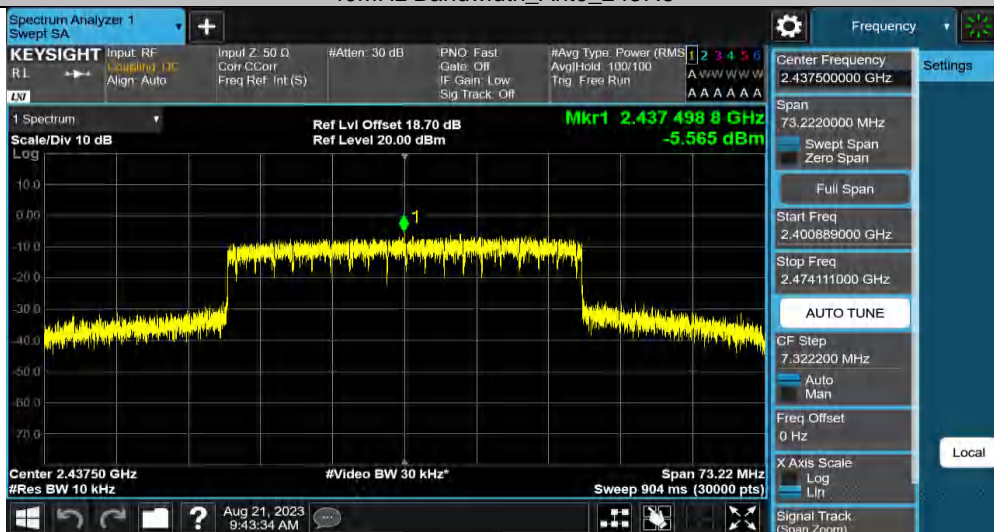 Spectrum Analyzer 1
Swept SA
+
Frequency
KEYSIGHT
RL
LXI
Input: RF
Coupling: DC
Align: Auto
Input Z: 50 Ω
Corr CCorr
Freq Ref: Int (S)
#Atten: 30 dB
PNO: Fast
Gate: Off
IF Gain: Low
Sig Track: Off
#Avg Type: Power (RMS
Avg|Hold: 100/100
Trig: Free Run
1 2 3 4 5 6
A W W W W W
A A A A A A
1 Spectrum
Scale/Div 10 dB
Log
Ref Lvl Offset 18.70 dB
Ref Level 20.00 dBm
Mkr1 2.437 498 8 GHz
-5.565 dBm
10.0
0.00
-10.0
-20.0
-30.0
-40.0
-50.0
-60.0
-70.0
1
Center 2.43750 GHz
#Res BW 10 kHz
#Video BW 30 kHz*
Span 73.22 MHz
Sweep 904 ms (30000 pts)
Aug 21, 2023
9:43:34 AM
Center Frequency
2.437500000 GHz
Settings
Span
73.2220000 MHz
Swept Span
Zero Span
Full Span
Start Freq
2.400889000 GHz
Stop Freq
2.474111000 GHz
AUTO TUNE
CF Step
7.322200 MHz
Auto
Man
Freq Offset
0 Hz
X Axis Scale
Log
Lin
Local
Signal Track
(Span Zoom)